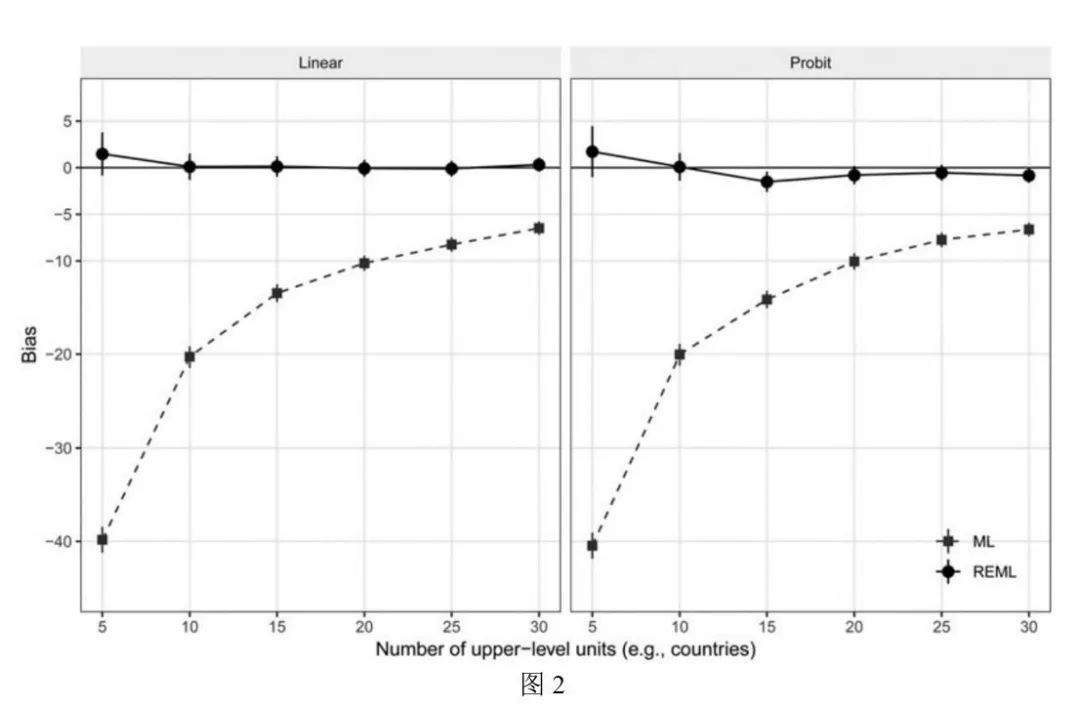 Linear
Probit
Bias
5
0
−5
−10
−20
−30
−40
ML
REML
5 10 15 20 25 30
5 10 15 20 25 30
Number of upper−level units (e.g., countries)
图 2